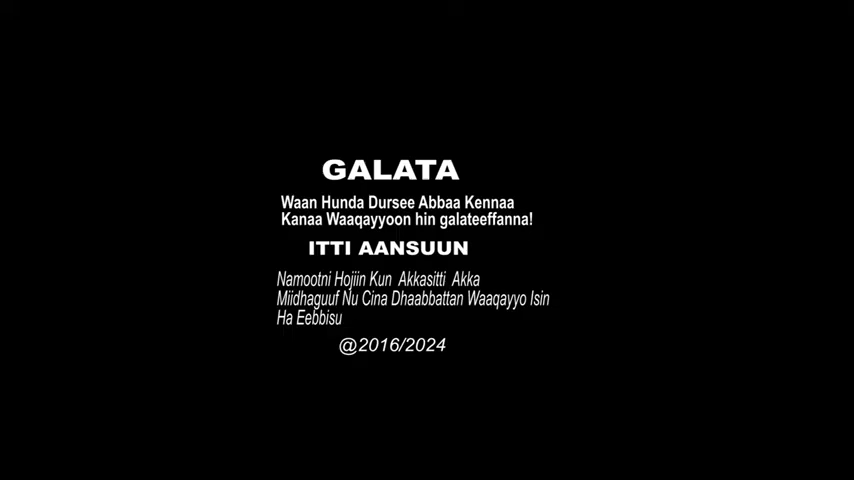 GALATA
Waan Hunda Dursee Abbaa Kennaa
Kanaa Waaqayyoon hin galateeffanna!
ITTI AANSUUN
Namootni Hojiin Kun Akkasitti Akka
Miidhaguuf Nu Cina Dhaabbattan Waaqayyo Isin
Ha Eebbisu
@2016/2024